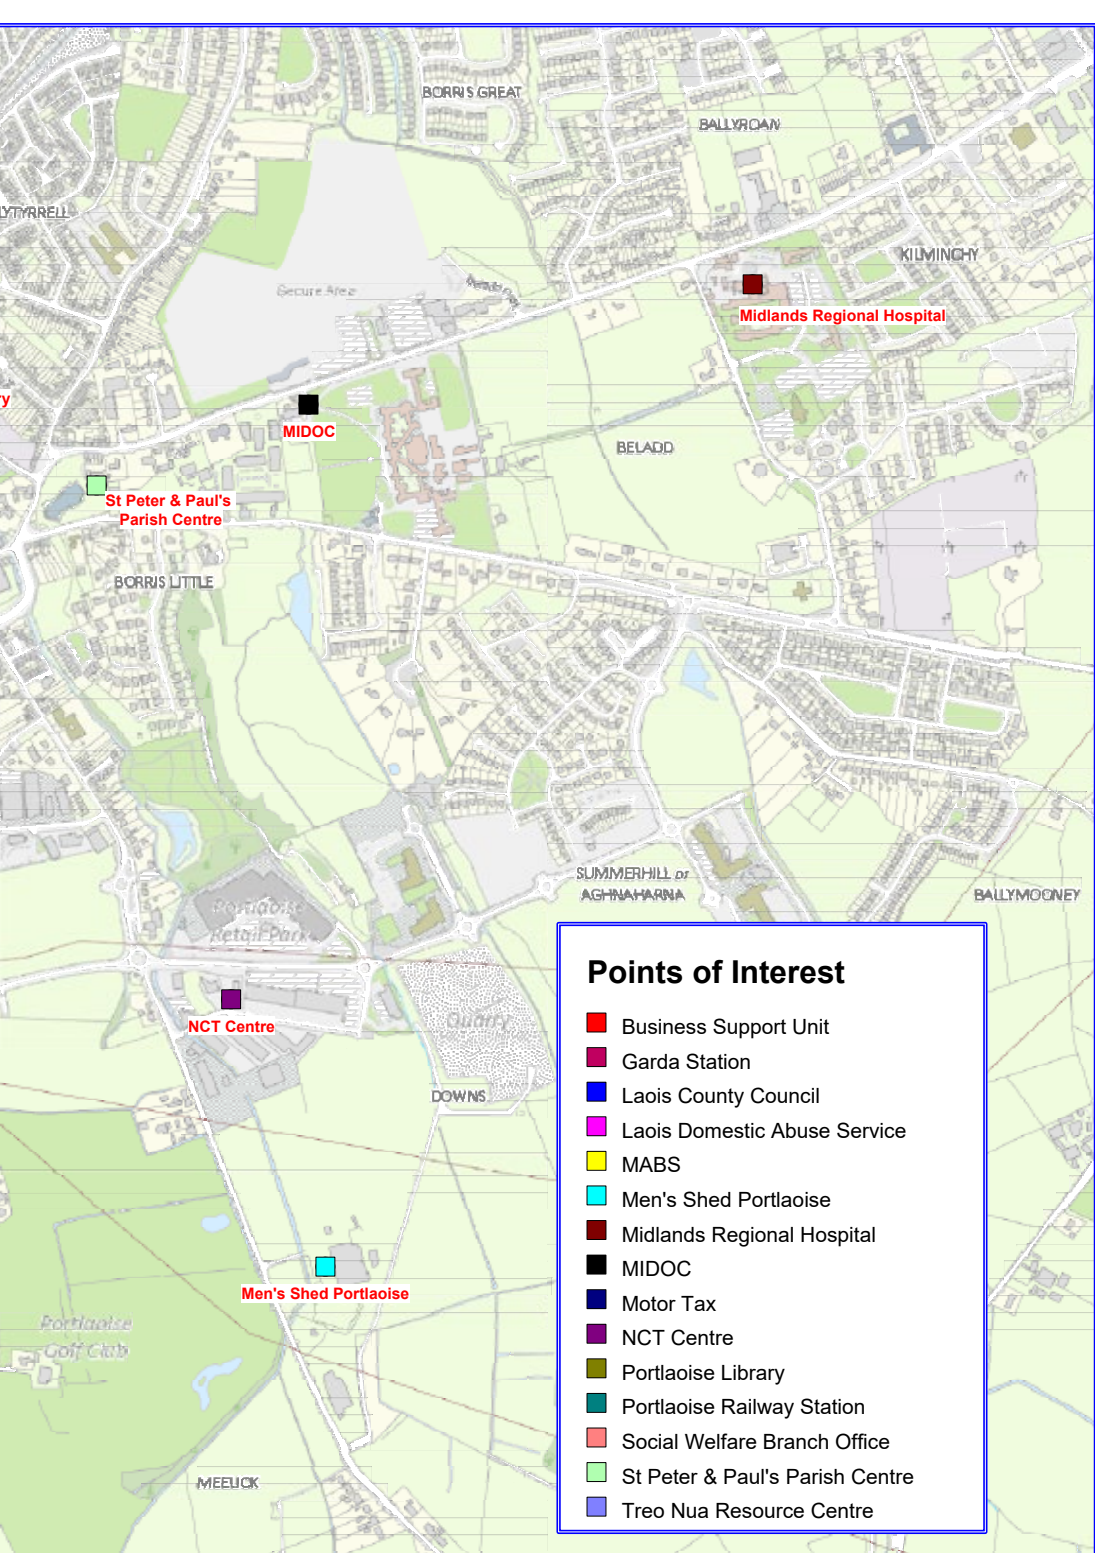 BORRIS GREAT
BALLYROAN
LYTYRRELL
KILMINCHY
Secure Area
Midlands Regional Hospital
ry
MIDOC
BELADD
St Peter & Paul's
Parish Centre
BORRIS LITTLE
SUMMERHILL or
AGHNAHARNA
BALLYMOONEY
Portlaoise
Retail Park
NCT Centre
Quarry
DOWNS
Men's Shed Portlaoise
Portlaoise
Golf Club
MEELICK
Points of Interest
Business Support Unit
Garda Station
Laois County Council
Laois Domestic Abuse Service
MABS
Men's Shed Portlaoise
Midlands Regional Hospital
MIDOC
Motor Tax
NCT Centre
Portlaoise Library
Portlaoise Railway Station
Social Welfare Branch Office
St Peter & Paul's Parish Centre
Treo Nua Resource Centre